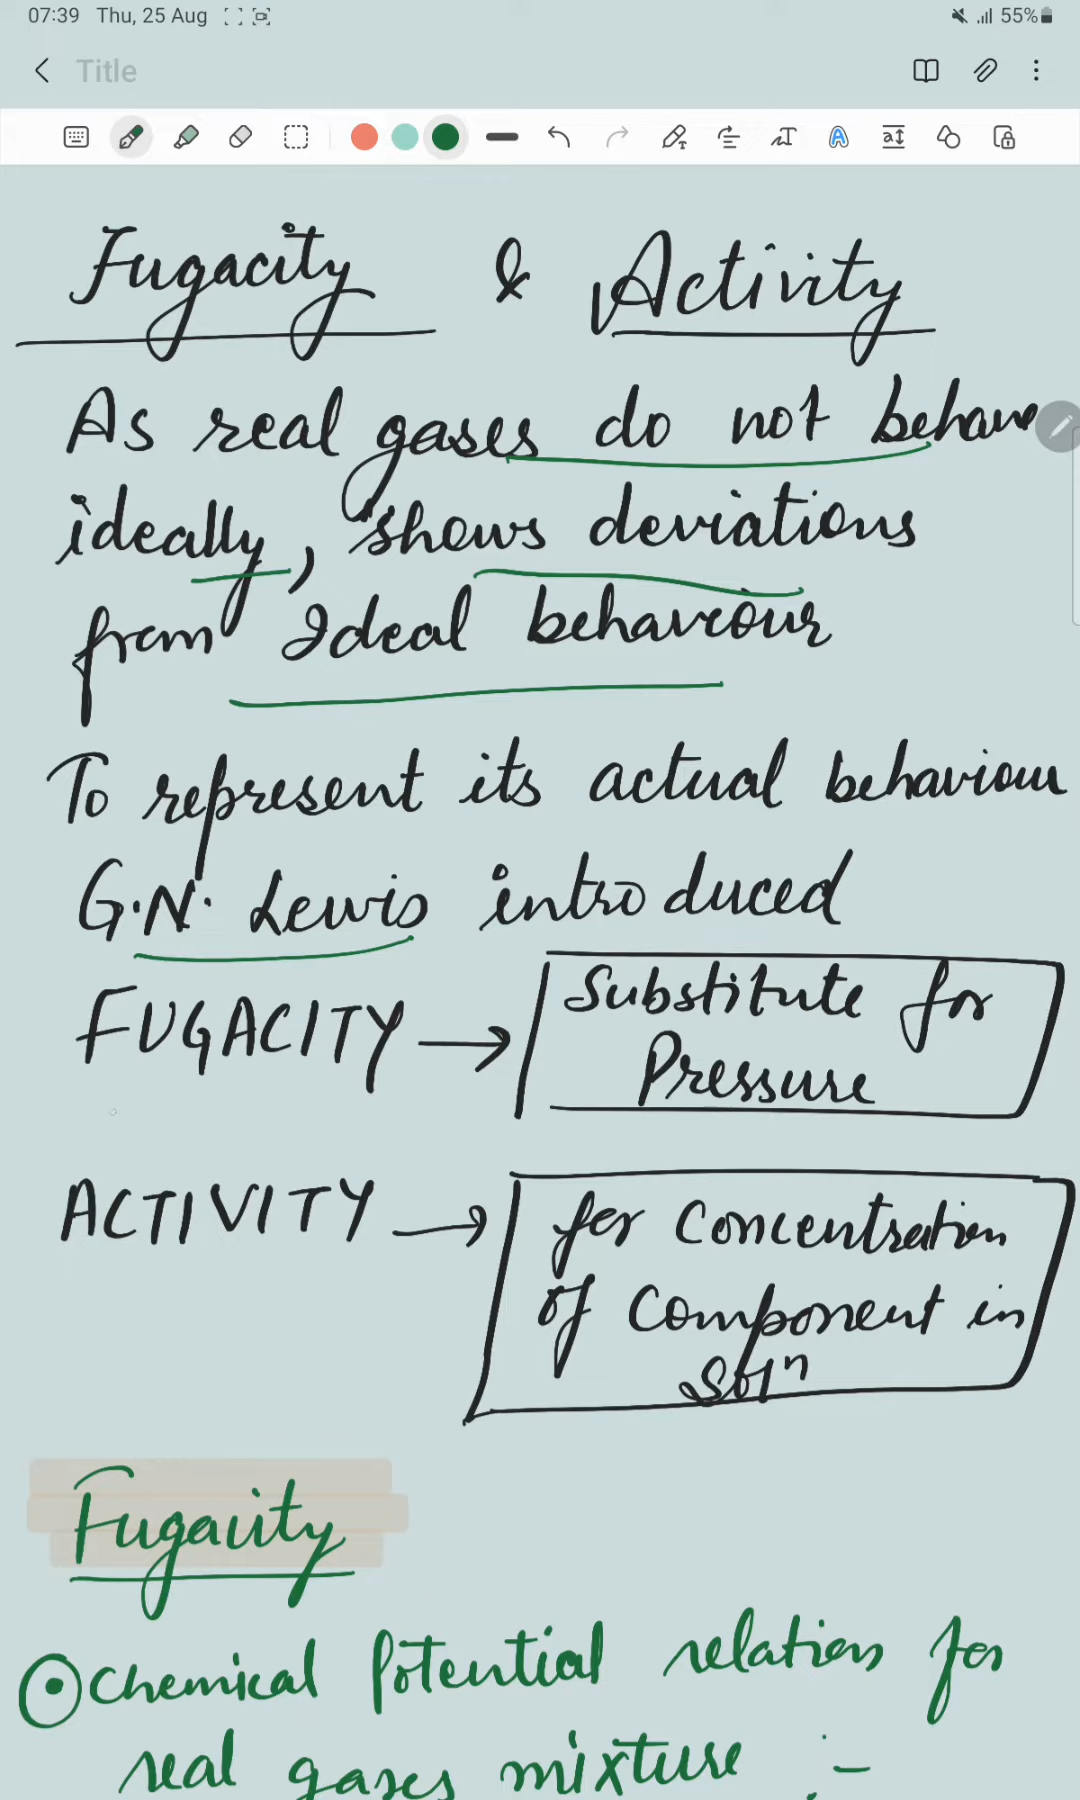 07:39 Thu, 25 Aug
55%
Title
Fugacity & Activity
As real gases do not behave
ideally, shows deviations
from Ideal behaviour
To represent its actual behaviour
G.N. Lewis introduced
FUGACITY → Substitute for
Pressure
ACTIVITY → for Concentration
of Component in
Solⁿ
Fugacity
Chemical Potential relation for
real gases mixture :-